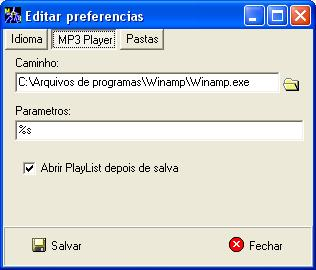 Editar preferencias
Idioma MP3 Player Pastas
Caminho:
C:\Arquivos de programas\Winamp\Winamp.exe
Parametros:
%s
Abrir PlayList depois de salva
Salvar Fechar